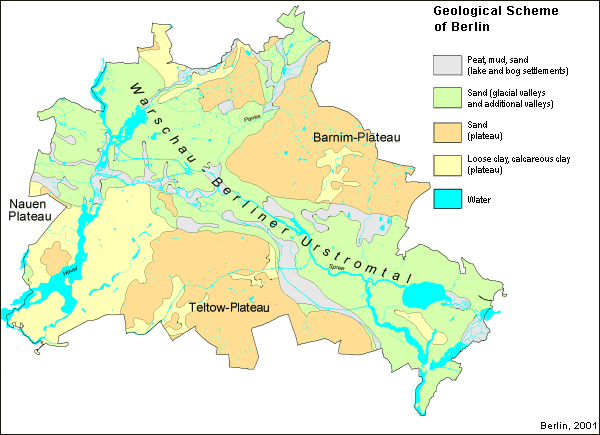 Geological Scheme
of Berlin
Peat, mud, sand
(lake and bog settlements)
Sand (glacial valleys
and additional valleys)
Sand
(plateau)
Loose clay, calcareous clay
(plateau)
Water
Warschau - Berliner Urstromtal
Panke
Barnim-Plateau
Nauen
Plateau
Havel
Spree
Teltow-Plateau
Berlin, 2001